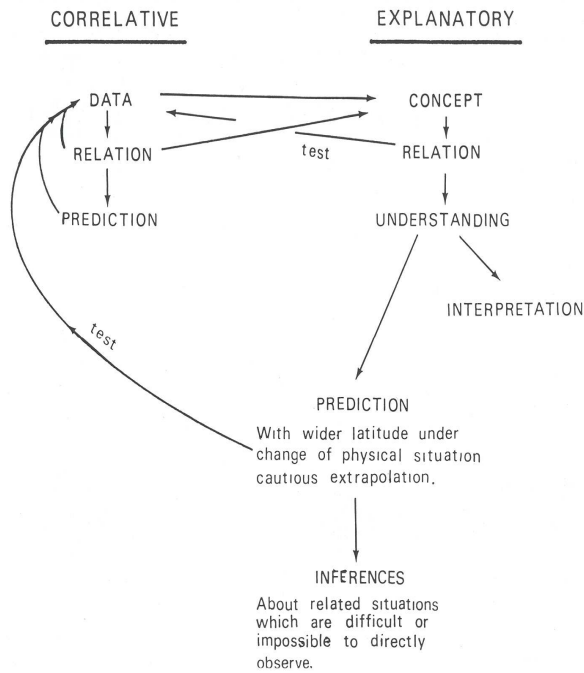 CORRELATIVE
EXPLANATORY
DATA
CONCEPT
RELATION
test
RELATION
PREDICTION
UNDERSTANDING
INTERPRETATION
test
PREDICTION
With wider latitude under
change of physical situation
cautious extrapolation.
INFERENCES
About related situations
which are difficult or
impossible to directly
observe.